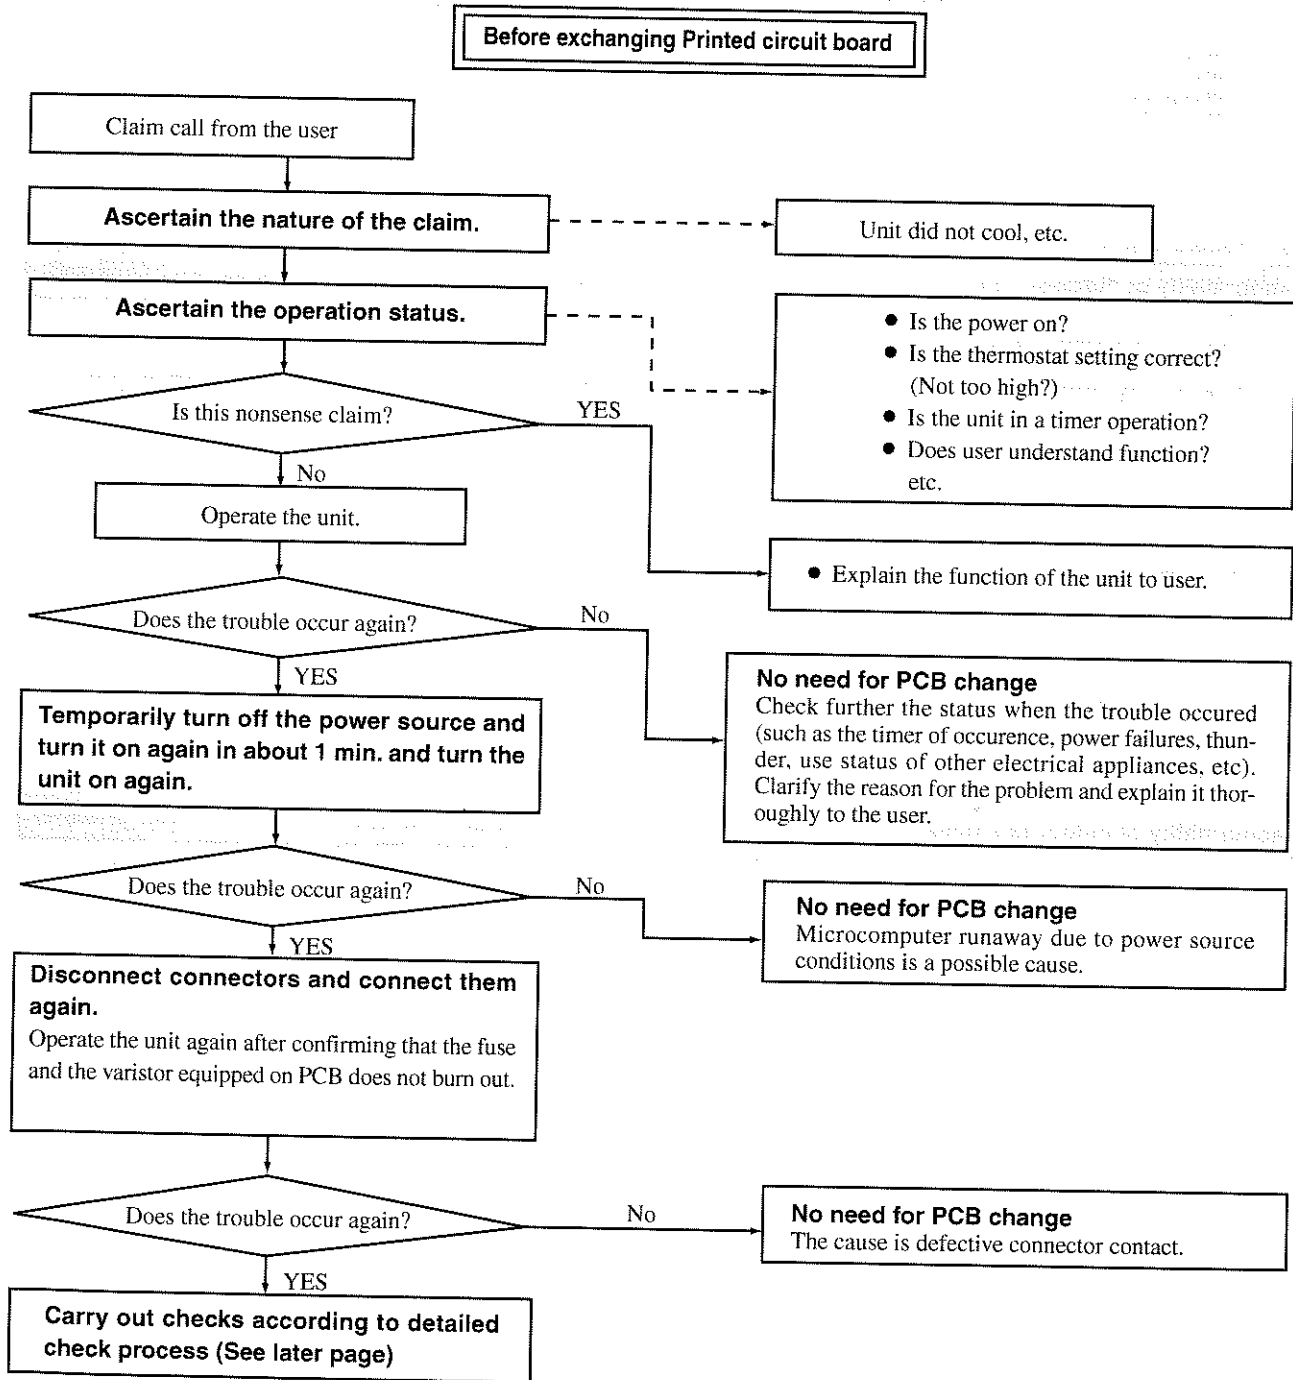 Before exchanging Printed circuit board
Claim call from the user
Ascertain the nature of the claim.
Unit did not cool, etc.
Ascertain the operation status.
● Is the power on?
● Is the thermostat setting correct?
(Not too high?)
● Is the unit in a timer operation?
● Does user understand function?
etc.
Is this nonsense claim?
YES
No
● Explain the function of the unit to user.
Operate the unit.
Does the trouble occur again?
No
YES
No need for PCB change
Check further the status when the trouble occured
(such as the timer of occurence, power failures, thun-
der, use status of other electrical appliances, etc).
Clarify the reason for the problem and explain it thor-
oughly to the user.
Temporarily turn off the power source and
turn it on again in about 1 min. and turn the
unit on again.
Does the trouble occur again?
No
YES
No need for PCB change
Microcomputer runaway due to power source
conditions is a possible cause.
Disconnect connectors and connect them
again.
Operate the unit again after confirming that the fuse
and the varistor equipped on PCB does not burn out.
Does the trouble occur again?
No
YES
No need for PCB change
The cause is defective connector contact.
Carry out checks according to detailed
check process (See later page)